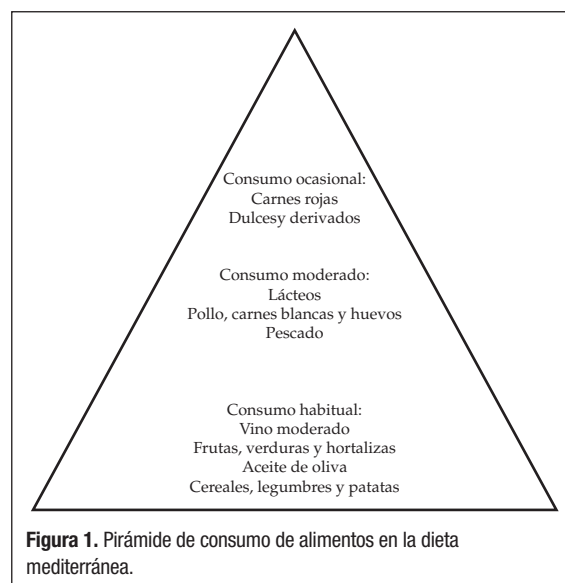 Consumo ocasional:
Carnes rojas
Dulcesy derivados
Consumo moderado:
Lácteos
Pollo, carnes blancas y huevos
Pescado
Consumo habitual:
Vino moderado
Frutas, verduras y hortalizas
Aceite de oliva
Cereales, legumbres y patatas
Figura 1. Pirámide de consumo de alimentos en la dieta
mediterránea.